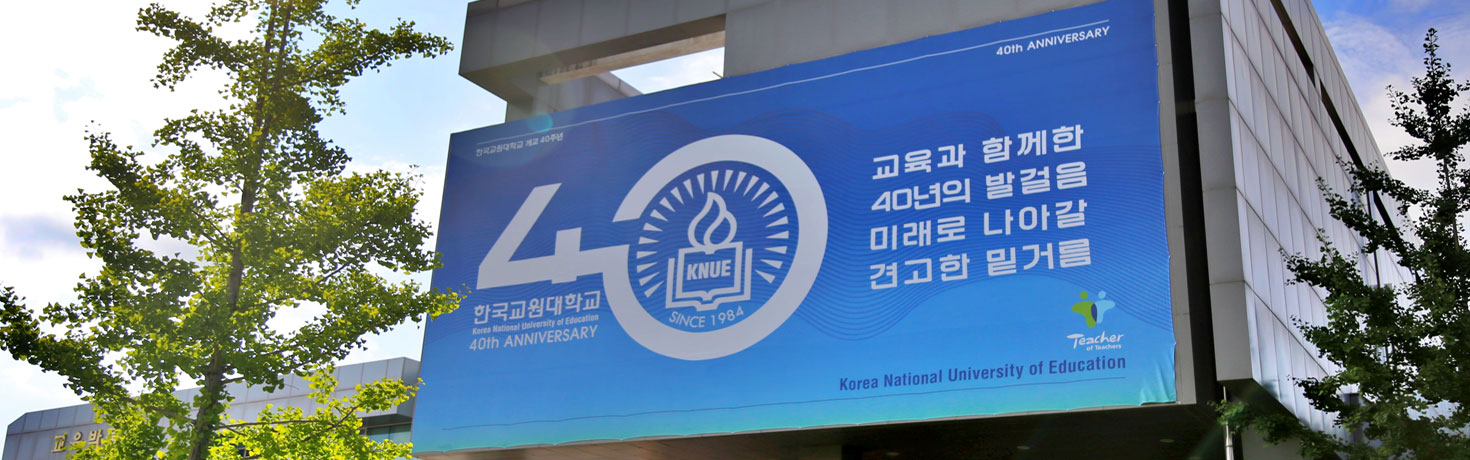 40th ANNIVERSARY
한국교원대학교 개교 40주년
40
KNUE
SINCE 1984
한국교원대학교
Korea National University of Education
40th ANNIVERSARY
교육과 함께한
40년의 발걸음
미래로 나아갈
견고한 밑거름
Teacher
of Teachers
Korea National University of Education
교육박